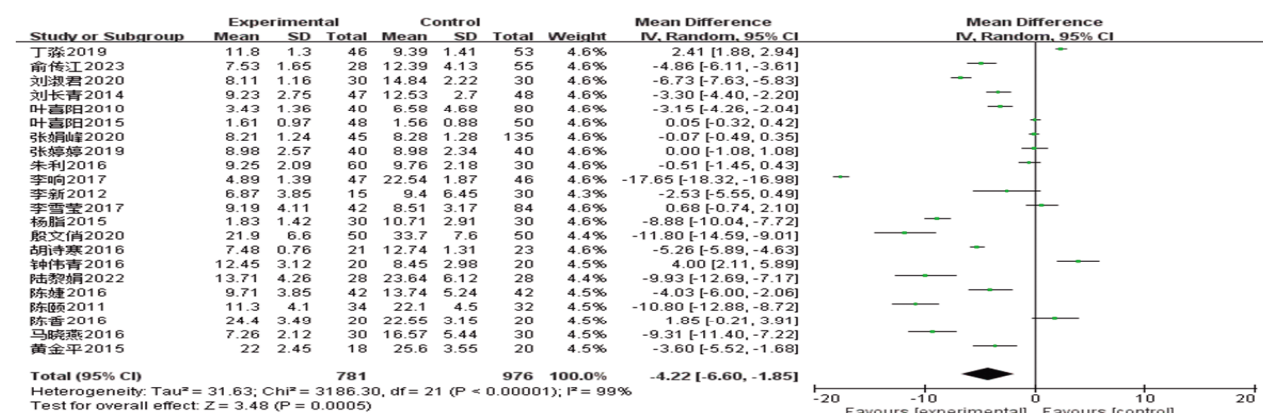 Experimental Control Mean Difference Mean Difference
Study or Subgroup Mean SD Total Mean SD Total Weight IV, Random, 95% CI IV, Random, 95% CI
丁淼2019 11.8 1.3 46 9.39 1.41 53 4.6% 2.41 [1.88, 2.94]
俞传江2023 7.53 1.65 28 12.39 4.13 55 4.6% -4.86 [-6.11, -3.61]
刘淑君2020 8.11 1.16 30 14.84 2.22 30 4.6% -6.73 [-7.63, -5.83]
刘长青2014 9.23 2.75 47 12.53 2.7 48 4.6% -3.30 [-4.40, -2.20]
叶喜阳2010 3.43 1.36 40 6.58 4.68 80 4.6% -3.15 [-4.26, -2.04]
叶喜阳2015 1.61 0.97 48 1.56 0.88 50 4.6% 0.05 [-0.32, 0.42]
张娟峰2020 8.21 1.24 45 8.28 1.28 135 4.6% -0.07 [-0.49, 0.35]
张婷婷2019 8.98 2.57 40 8.98 2.34 40 4.6% 0.00 [-1.08, 1.08]
朱利2016 9.25 2.09 60 9.76 2.18 30 4.6% -0.51 [-1.45, 0.43]
李响2017 4.89 1.39 47 22.54 1.87 46 4.6% -17.65 [-18.32, -16.98]
李新2012 6.87 3.85 15 9.4 6.45 30 4.3% -2.53 [-5.55, 0.49]
李雪莹2017 9.19 4.11 42 8.51 3.17 84 4.6% 0.68 [-0.74, 2.10]
杨脂2015 1.83 1.42 30 10.71 2.91 30 4.6% -8.88 [-10.04, -7.72]
殷文俏2020 21.9 6.6 50 33.7 7.6 50 4.4% -11.80 [-14.59, -9.01]
胡诗寒2016 7.48 0.76 21 12.74 1.31 23 4.6% -5.26 [-5.89, -4.63]
钟伟青2016 12.45 3.12 20 8.45 2.98 20 4.5% 4.00 [2.11, 5.89]
陆黎娟2022 13.71 4.26 28 23.64 6.12 28 4.4% -9.93 [-12.69, -7.17]
陈婕2016 9.71 3.85 42 13.74 5.24 42 4.5% -4.03 [-6.00, -2.06]
陈颐2011 11.3 4.1 34 22.1 4.5 32 4.5% -10.80 [-12.88, -8.72]
陈香2016 24.4 3.49 20 22.55 3.15 20 4.5% 1.85 [-0.21, 3.91]
马晓燕2016 7.26 2.12 30 16.57 5.44 30 4.5% -9.31 [-11.40, -7.22]
黄金平2015 22 2.45 18 25.6 3.55 20 4.5% -3.60 [-5.52, -1.68]
Total (95% CI) 781 976 100.0% -4.22 [-6.60, -1.85]
Heterogeneity: Tau² = 31.63; Chi² = 3186.30, df = 21 (P < 0.00001); I² = 99%
Test for overall effect: Z = 3.48 (P = 0.0005)
-20 -10 0 10 20
Favours [experimental] Favours [control]